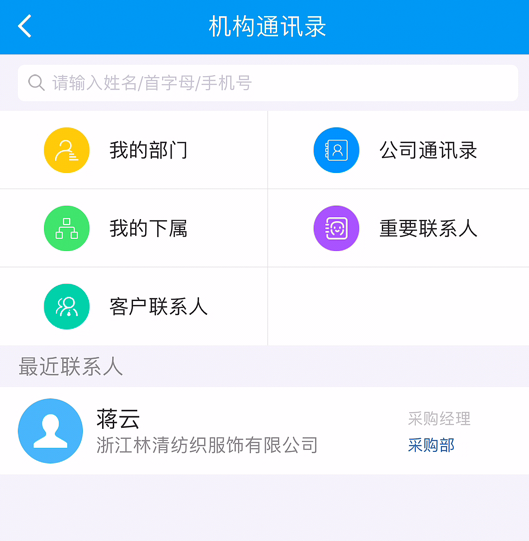 机构通讯录
请输入姓名/首字母/手机号
我的部门
公司通讯录
我的下属
重要联系人
客户联系人
最近联系人
蒋云
采购经理
浙江林清纺织服饰有限公司
采购部